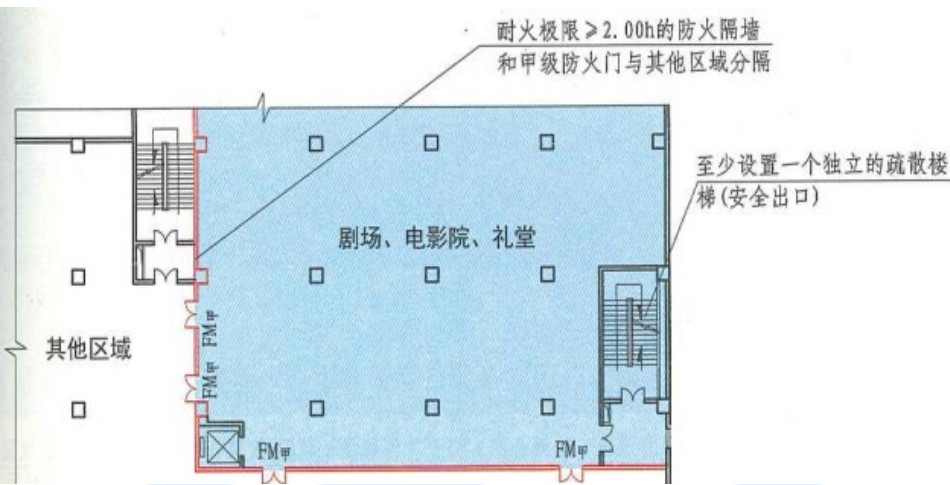 耐火极限≥2.00h的防火隔墙
和甲级防火门与其他区域分隔
至少设置一个独立的疏散楼
梯(安全出口)
剧场、电影院、礼堂
其他区域
FM甲
FM甲
FM甲
FM甲